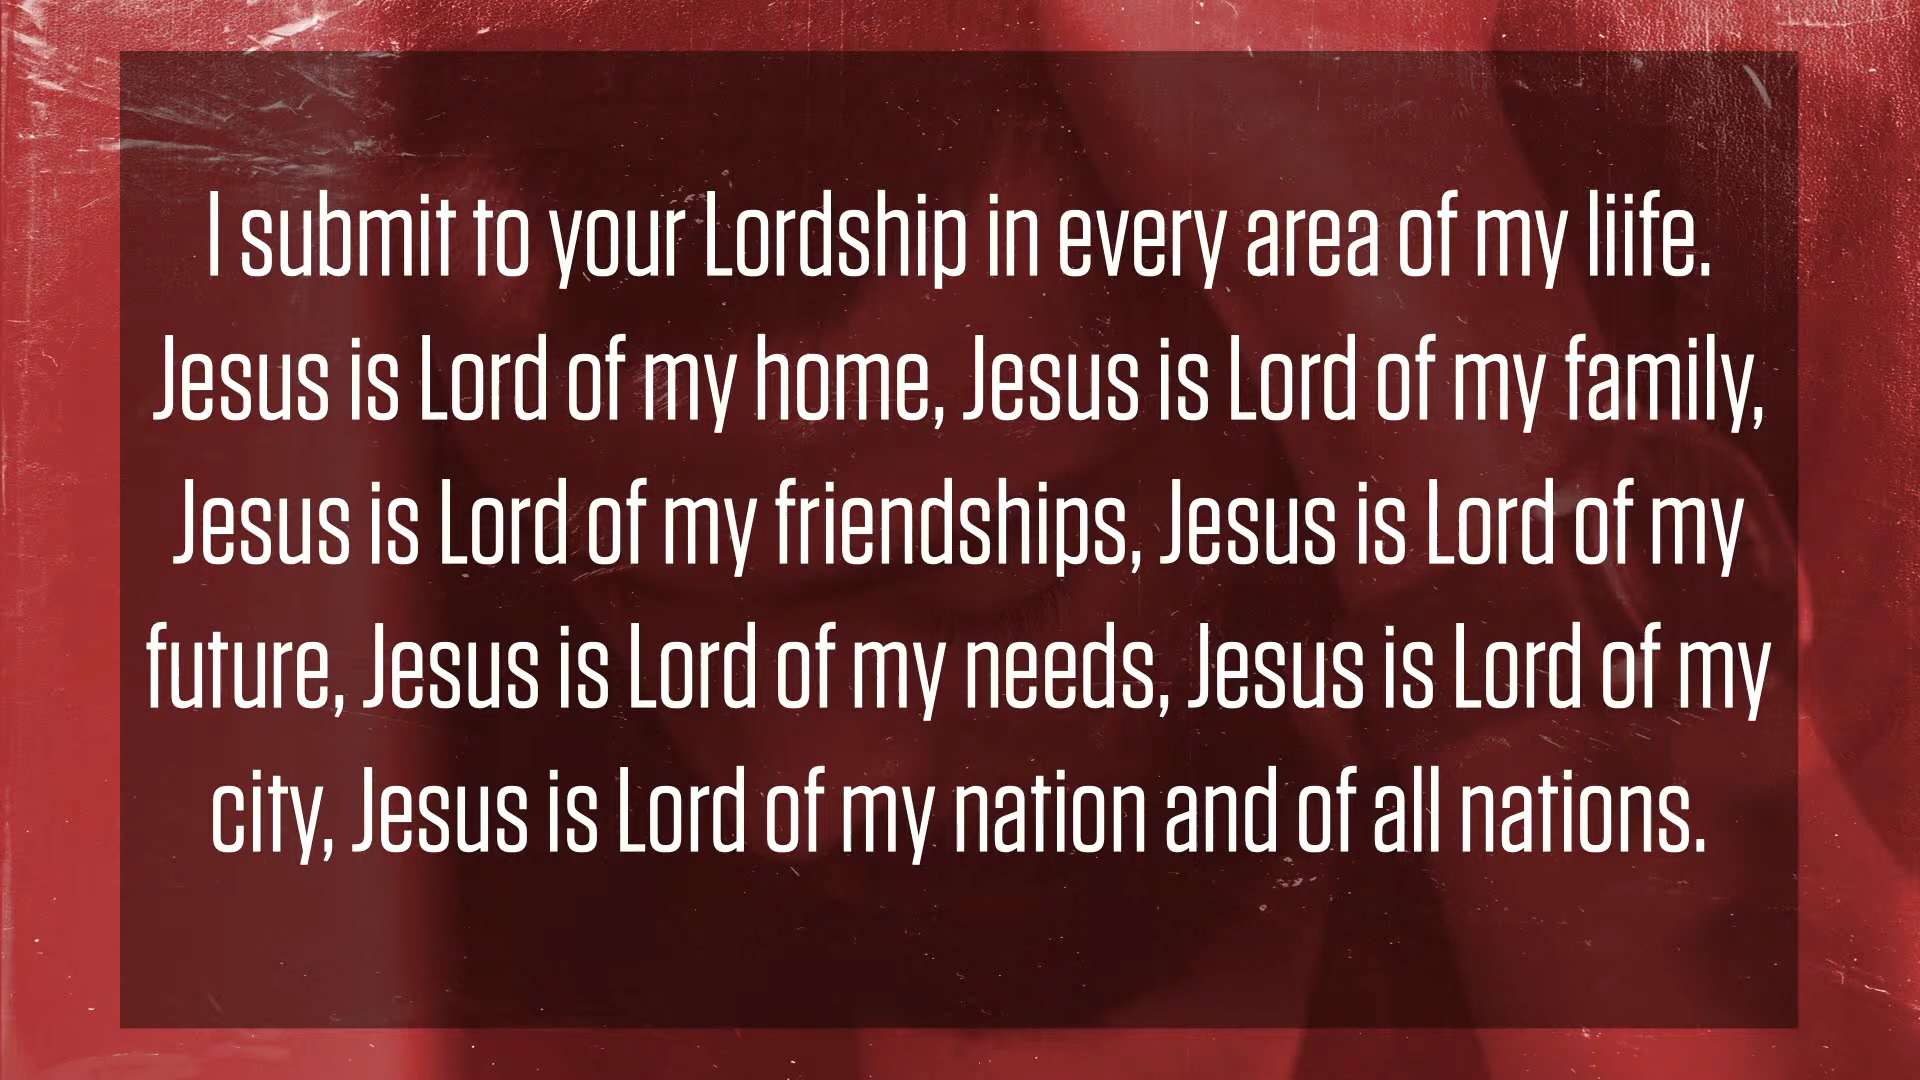 I submit to your Lordship in every area of my liife.
Jesus is Lord of my home, Jesus is Lord of my family,
Jesus is Lord of my friendships, Jesus is Lord of my
future, Jesus is Lord of my needs, Jesus is Lord of my
city, Jesus is Lord of my nation and of all nations.